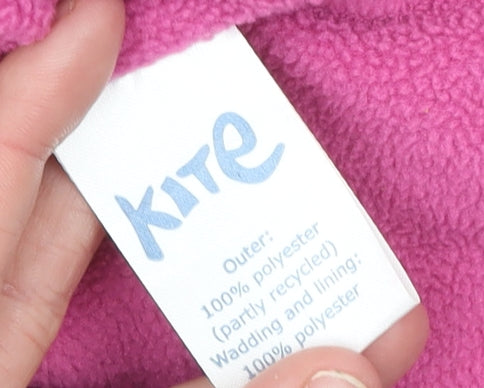 KITE
Outer:
100% polyester
(partly recycled)
Wadding and lining:
100% polyester